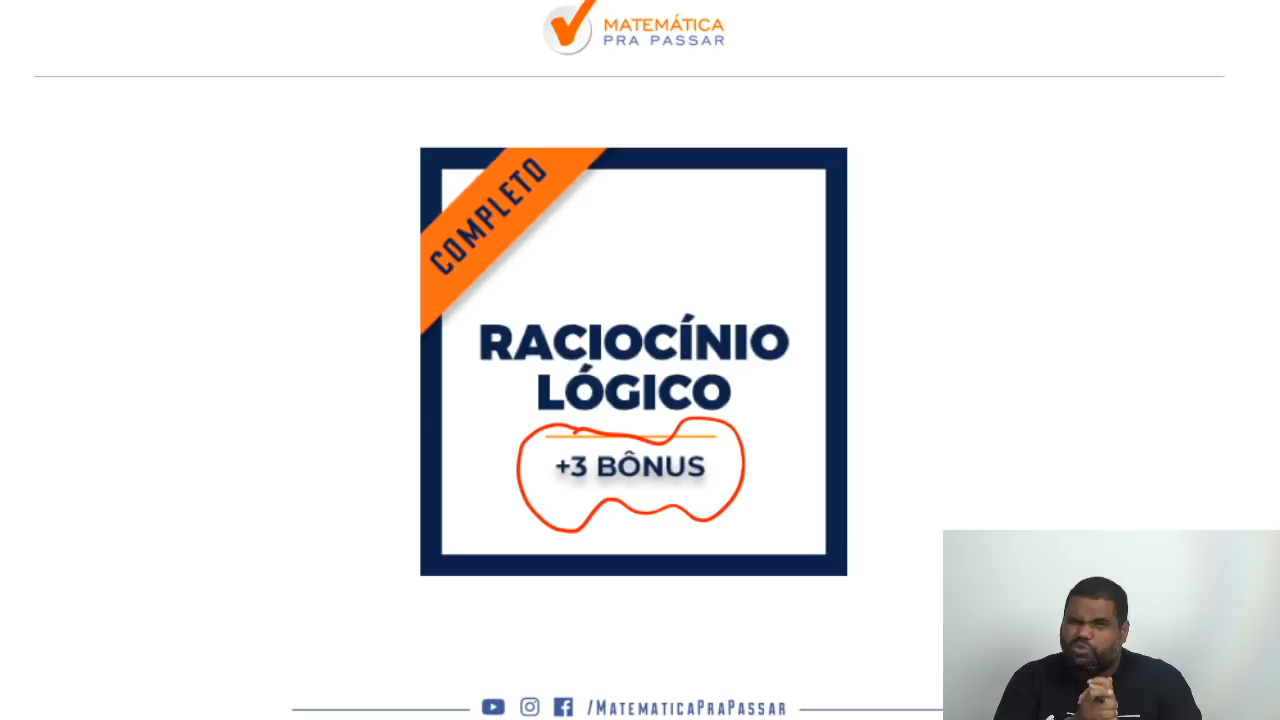 MATEMÁTICA
PRA PASSAR
COMPLETO
RACIOCÍNIO
LÓGICO
+3 BÔNUS
/MATEMATICAPRAPASSAR